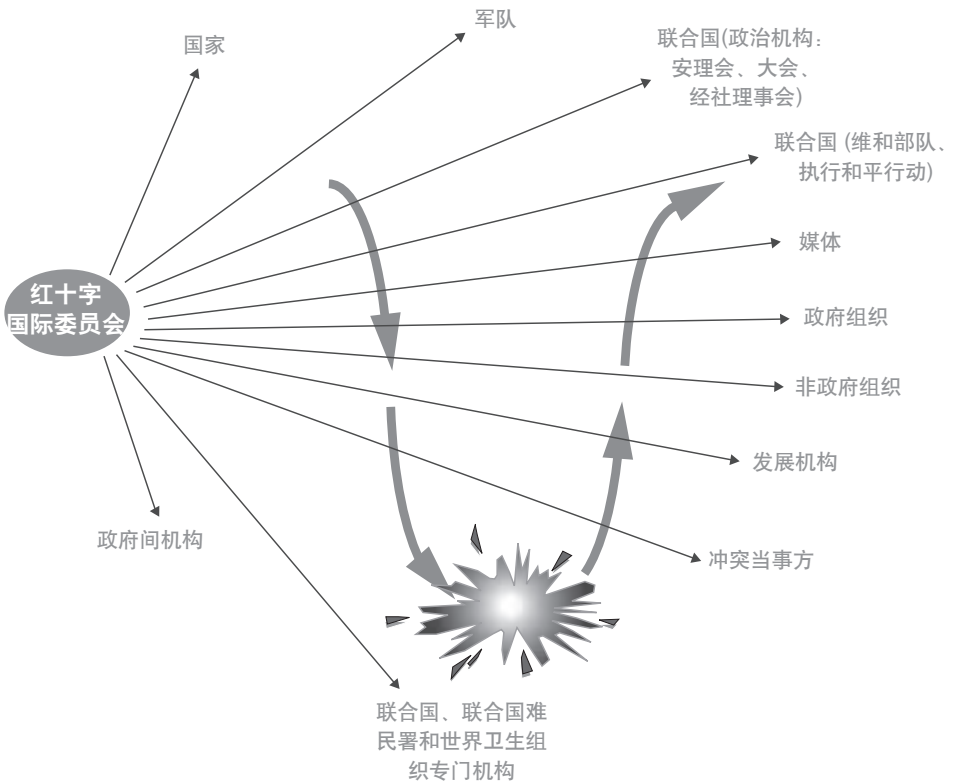 国家
军队
联合国(政治机构：
安理会、大会、
经社理事会)
联合国 (维和部队、
执行和平行动)
媒体
红十字
国际委员会
政府组织
非政府组织
发展机构
政府间机构
冲突当事方
联合国、联合国难
民署和世界卫生组
织专门机构